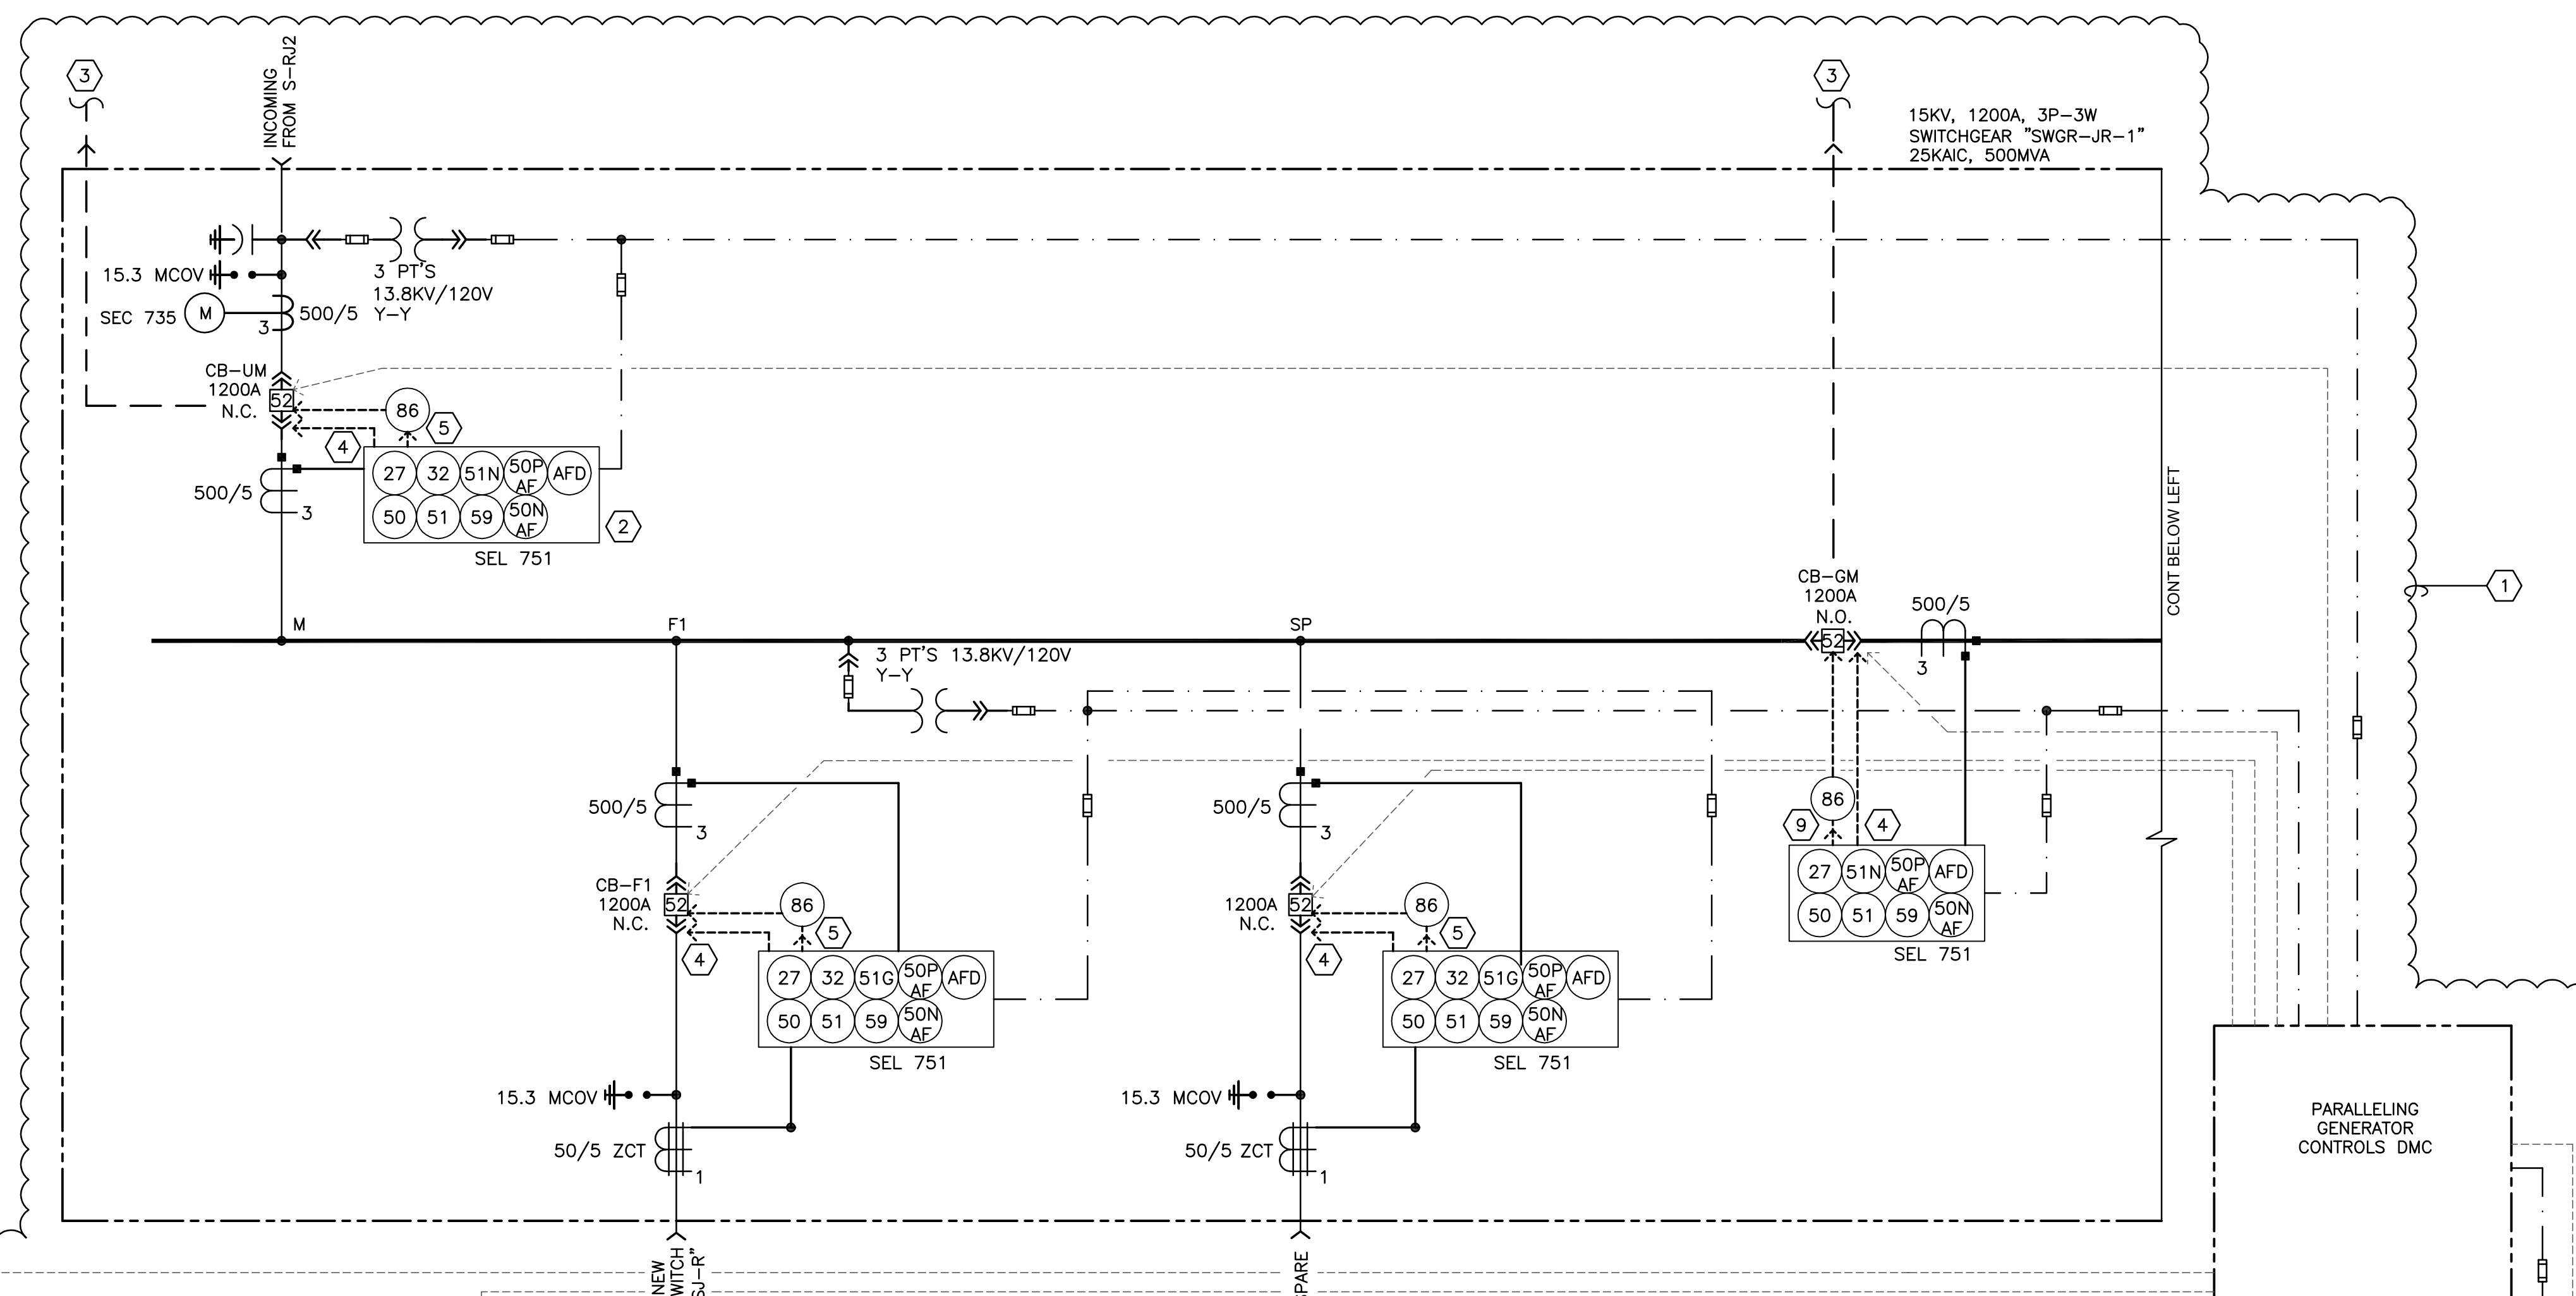 3
INCOMING
FROM S-RJ2
3
15KV, 1200A, 3P-3W
SWITCHGEAR "SWGR-JR-1"
25KAIC, 500MVA
15.3 MCOV
3 PT'S
13.8KV/120V
Y-Y
SEC 735
M
3
500/5
CB-UM
1200A
N.C.
52
86
5
4
27 32 51N 50P AF AFD
50 51 59 50N AF
SEL 751
2
500/5
3
CONT BELOW LEFT
1
M
F1
SP
3 PT'S 13.8KV/120V
Y-Y
CB-GM
1200A
N.O.
52
500/5
3
86
9
4
27 51N 50P AF AFD
50 51 59 50N AF
SEL 751
500/5
3
CB-F1
1200A
N.C.
52
86
5
4
27 32 51G 50P AF AFD
50 51 59 50N AF
SEL 751
15.3 MCOV
50/5 ZCT
1
500/5
3
1200A
N.C.
52
86
5
4
27 32 51G 50P AF AFD
50 51 59 50N AF
SEL 751
15.3 MCOV
50/5 ZCT
1
PARALLELING
GENERATOR
CONTROLS DMC
NEW
WITCH
SJ-R"
PARE